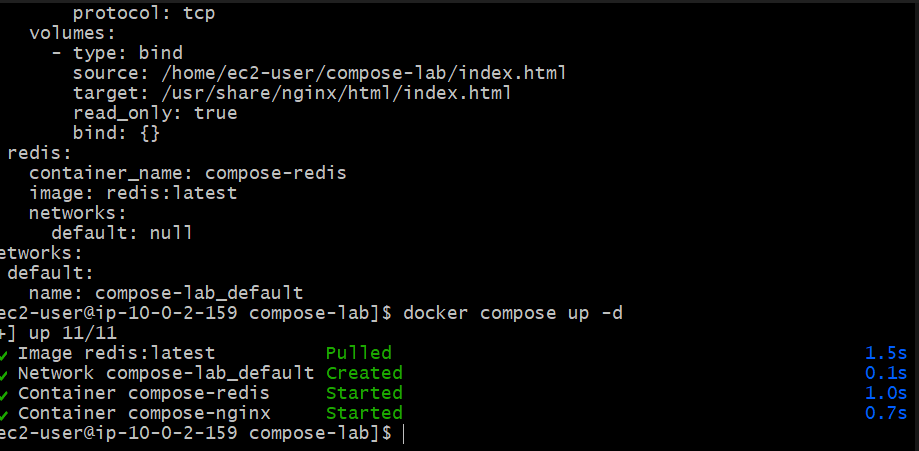 protocol: tcp
volumes:
- type: bind
source: /home/ec2-user/compose-lab/index.html
target: /usr/share/nginx/html/index.html
read_only: true
bind: {}
redis:
container_name: compose-redis
image: redis:latest
networks:
default: null
etworks:
default:
name: compose-lab_default
ec2-user@ip-10-0-2-159 compose-lab]$ docker compose up -d
+] up 11/11
✔ Image redis:latest Pulled 1.5s
✔ Network compose-lab_default Created 0.1s
✔ Container compose-redis Started 1.0s
✔ Container compose-nginx Started 0.7s
ec2-user@ip-10-0-2-159 compose-lab]$